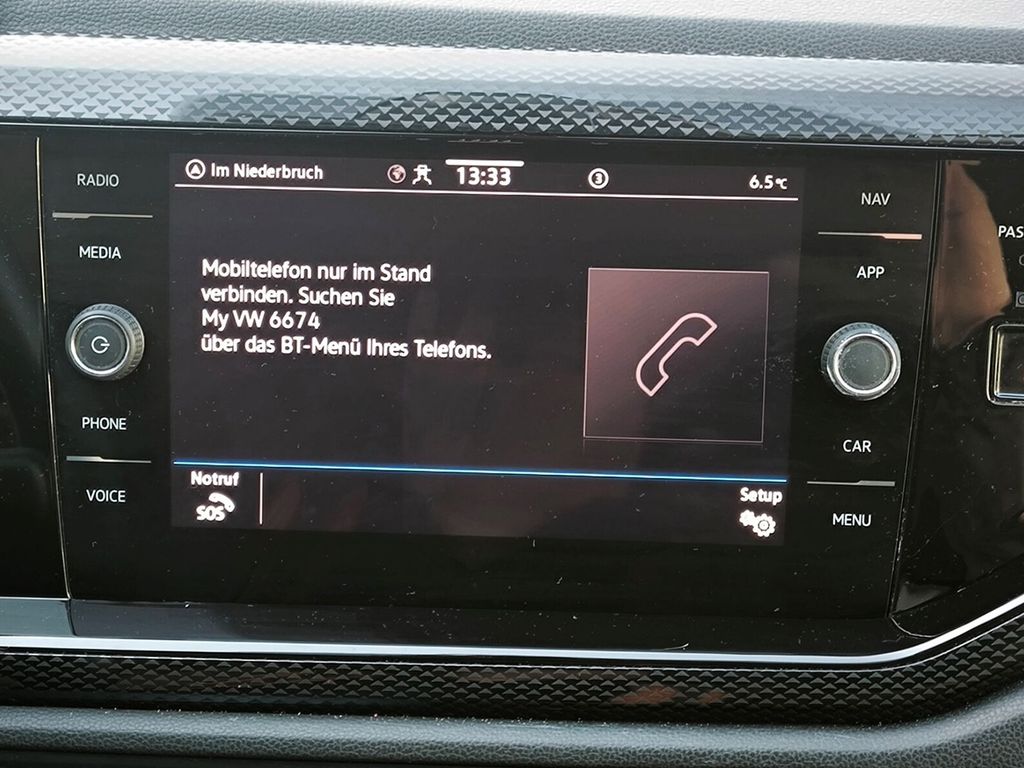 RADIO
MEDIA
PHONE
VOICE
Im Niederbruch
13:33
3
6.5°C
Mobiltelefon nur im Stand
verbinden. Suchen Sie
My VW 6674
über das BT-Menü Ihres Telefons.
Notruf
SOS
Setup
NAV
APP
CAR
MENU
PAS